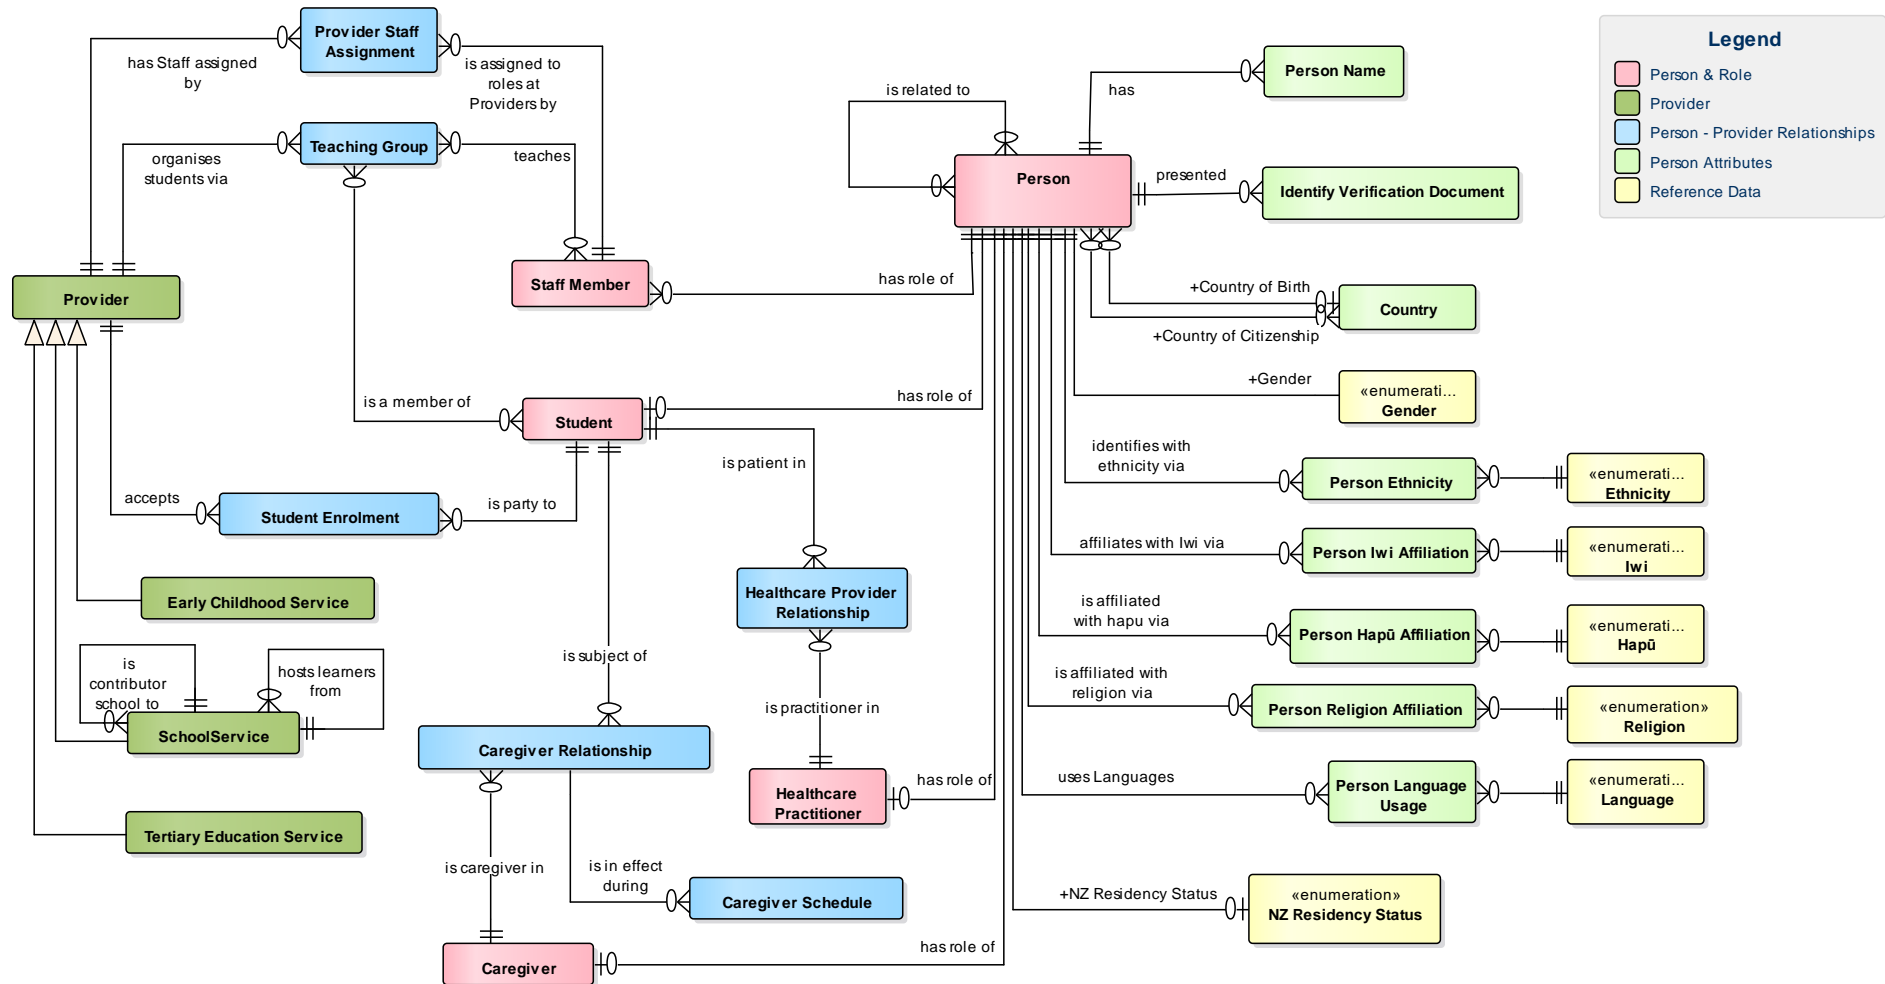 Provider Staff
Assignment
has Staff assigned
by
is assigned to
roles at
Providers by
Teaching Group
organises
students via
teaches
Provider
Staff Member
has role of
is related to
Person
has
Person Name
presented
Identify Verification Document
+Country of Birth
Country
+Country of Citizenship
+Gender
«enumerati...
Gender
Legend
Person & Role
Provider
Person - Provider Relationships
Person Attributes
Reference Data
is a member of
Student
has role of
is patient in
accepts
Student Enrolment
is party to
identifies with
ethnicity via
Person Ethnicity
«enumerati...
Ethnicity
affiliates with Iwi via
Person Iwi Affiliation
«enumerati...
Iwi
Early Childhood Service
Healthcare Provider
Relationship
is affiliated
with hapu via
Person Hapū Affiliation
«enumerati...
Hapū
is
contributor
school to
hosts learners
from
SchoolService
is subject of
is affiliated with
religion via
Person Religion Affiliation
«enumeration»
Religion
is practitioner in
Caregiver Relationship
Healthcare
Practitioner
has role of
uses Languages
Person Language
Usage
«enumerati...
Language
Tertiary Education Service
is caregiver in
is in effect
during
Caregiver Schedule
+NZ Residency Status
«enumeration»
NZ Residency Status
Caregiver
has role of